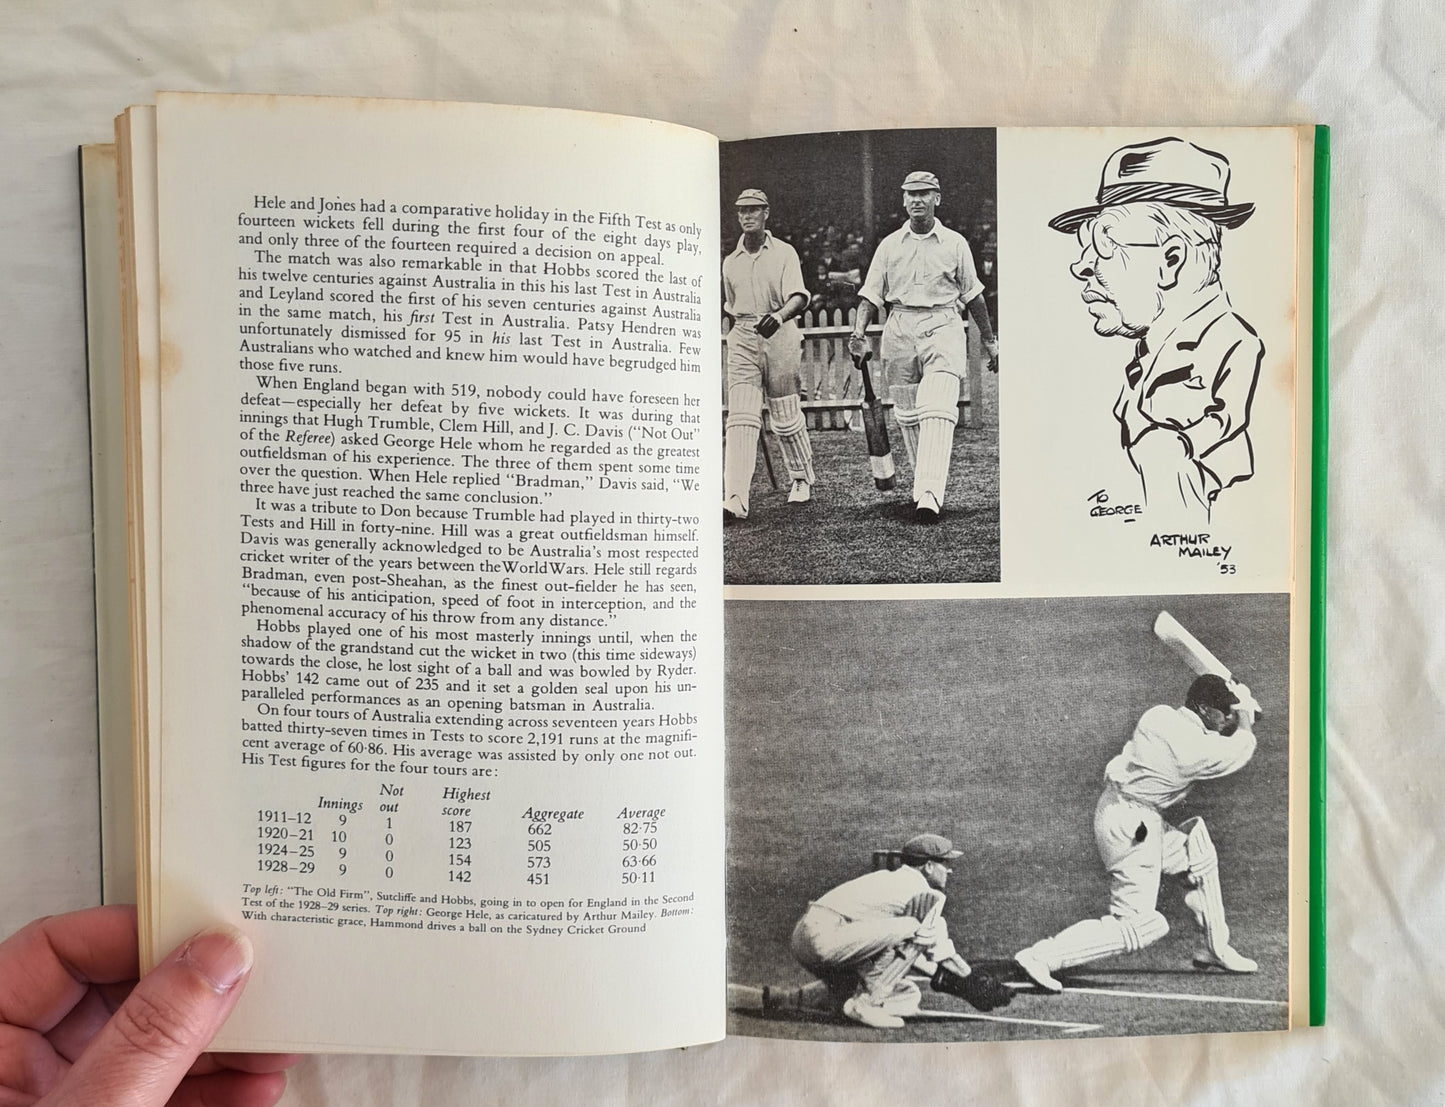 Hele and Jones had a comparative holiday in the Fifth Test as only
fourteen wickets fell during the first four of the eight days play,
and only three of the fourteen required a decision on appeal.
The match was also remarkable in that Hobbs scored the last of
his twelve centuries against Australia in this his last Test in Australia
and Leyland scored the first of his seven centuries against Australia
in the same match, his first Test in Australia. Patsy Hendren was
unfortunately dismissed for 95 in his last Test in Australia. Few
Australians who watched and knew him would have begrudged him
those five runs.
When England began with 519, nobody could have foreseen her
defeat—especially her defeat by five wickets. It was during that
innings that Hugh Trumble, Clem Hill, and J. C. Davis ("Not Out"
of the Referee) asked George Hele whom he regarded as the greatest
outfieldsman of his experience. The three of them spent some time
over the question. When Hele replied "Bradman," Davis said, "We
three have just reached the same conclusion."
It was a tribute to Don because Trumble had played in thirty-two
Tests and Hill in forty-nine. Hill was a great outfieldsman himself.
Davis was generally acknowledged to be Australia's most respected
cricket writer of the years between the World Wars. Hele still regards
Bradman, even post-Sheahan, as the finest out-fielder he has seen,
"because of his anticipation, speed of foot in interception, and the
phenomenal accuracy of his throw from any distance."
Hobbs played one of his most masterly innings until, when the
shadow of the grandstand cut the wicket in two (this time sideways)
towards the close, he lost sight of a ball and was bowled by Ryder.
Hobbs' 142 came out of 235 and it set a golden seal upon his un-
paralleled performances as an opening batsman in Australia.
On four tours of Australia extending across seventeen years Hobbs
batted thirty-seven times in Tests to score 2,191 runs at the magnifi-
cent average of 60·86. His average was assisted by only one not out.
His Test figures for the four tours are:
Innings Not out Highest score Aggregate Average
1911–12 9 1 187 662 82·75
1920–21 10 0 123 505 50·50
1924–25 9 0 154 573 63·66
1928–29 9 0 142 451 50·11
Top left: "The Old Firm", Sutcliffe and Hobbs, going in to open for England in the Second
Test of the 1928–29 series. Top right: George Hele, as caricatured by Arthur Mailey. Bottom:
With characteristic grace, Hammond drives a ball on the Sydney Cricket Ground
TO
GEORGE
ARTHUR
MAILEY
'53